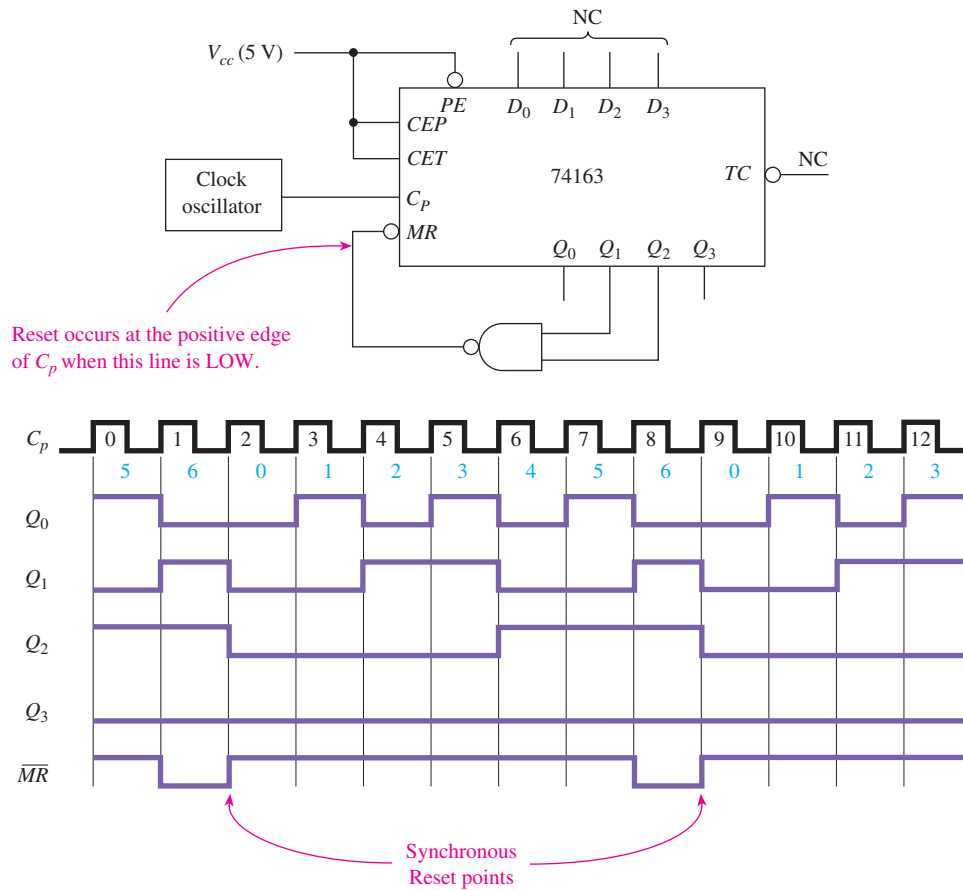 NC
V_cc (5 V)
PE D_0 D_1 D_2 D_3
CEP
CET
74163 TC NC
Clock
oscillator
C_P
MR
Q_0 Q_1 Q_2 Q_3
Reset occurs at the positive edge
of C_p when this line is LOW.
C_p 0 1 2 3 4 5 6 7 8 9 10 11 12
5 6 0 1 2 3 4 5 6 0 1 2 3
Q_0
Q_1
Q_2
Q_3
M̅R̅
Synchronous
Reset points